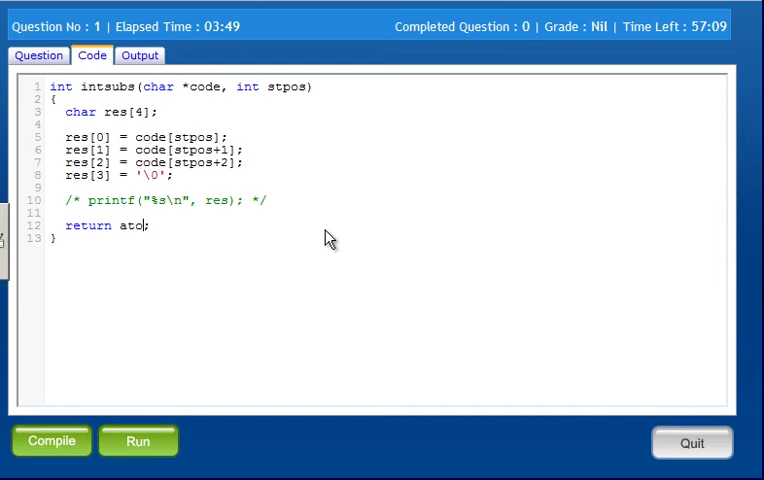 Question No : 1 | Elapsed Time : 03:49 Completed Question : 0 | Grade : Nil | Time Left : 57:09
Question Code Output
1 int intsubs(char *code, int stpos)
2 {
3 char res[4];
4
5 res[0] = code[stpos];
6 res[1] = code[stpos+1];
7 res[2] = code[stpos+2];
8 res[3] = '\0';
9
10 /* printf("%s\n", res); */
11
12 return ato;
13 }
Compile Run Quit